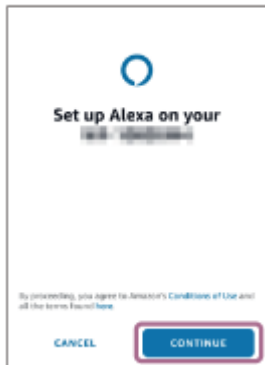 Set up Alexa on your
By proceeding, you agree to Amazon's Conditions of Use and
all the terms found here.
CANCEL CONTINUE